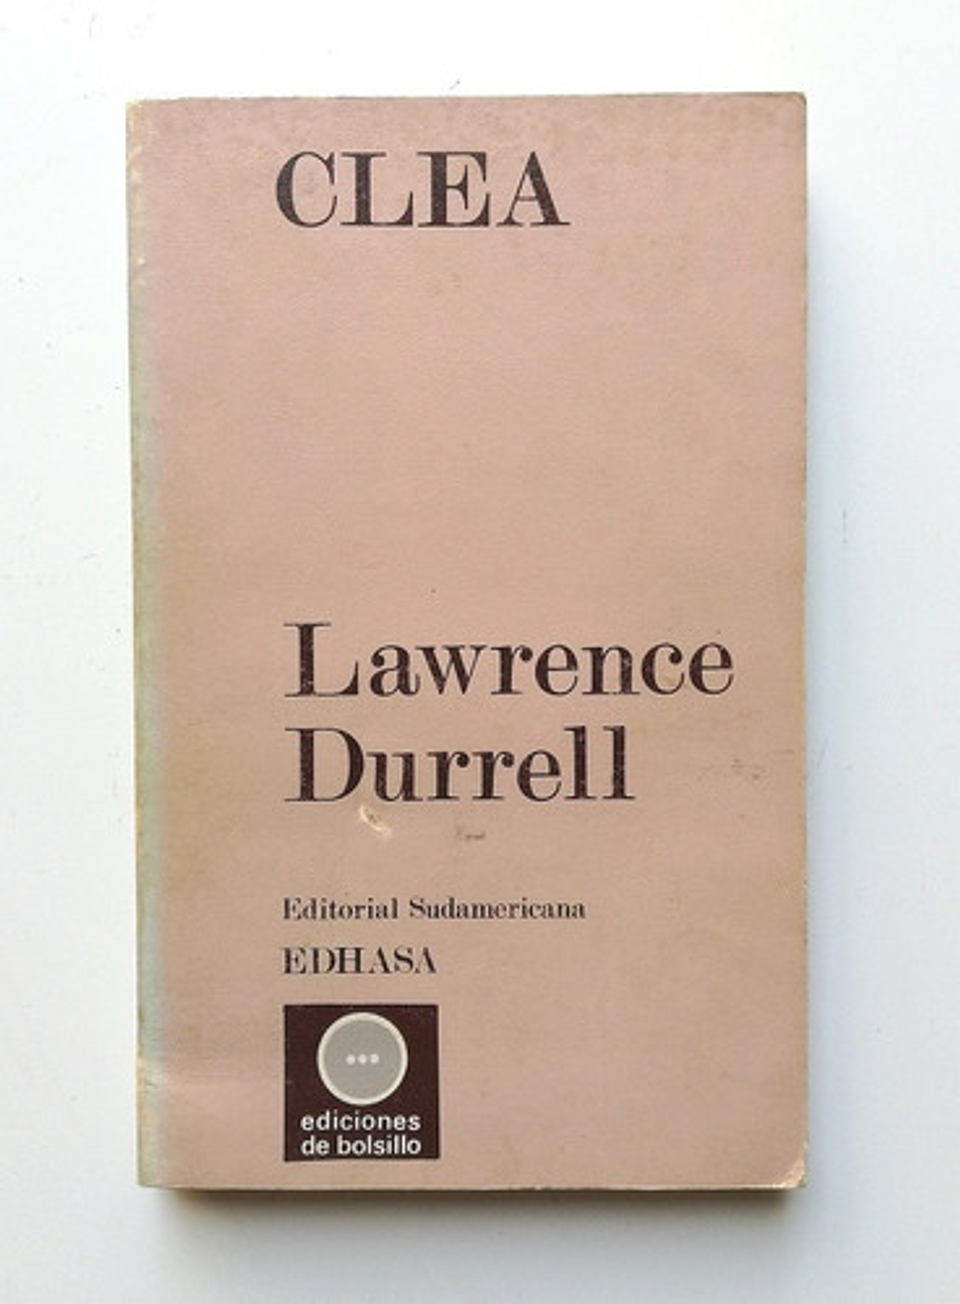 CLEA
Lawrence
Durrell
Editorial Sudamericana
EDHASA
ediciones
de bolsillo